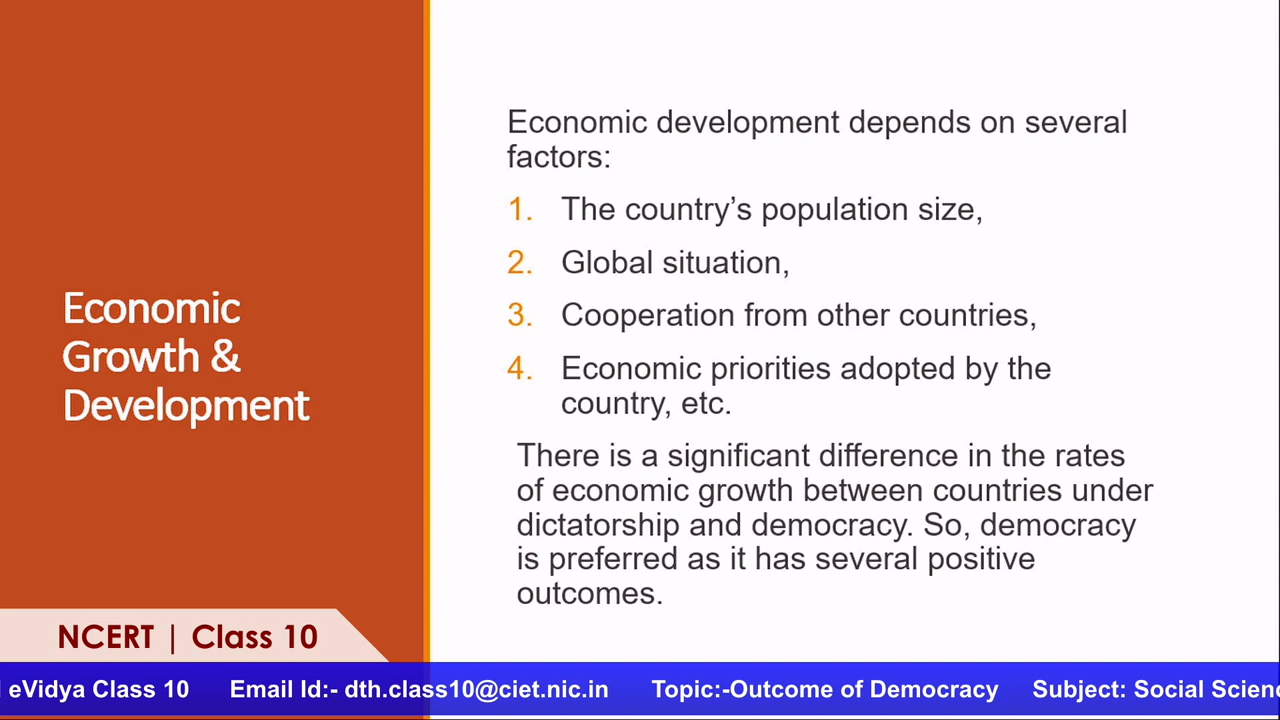 Economic
Growth &
Development
Economic development depends on several
factors:
1. The country’s population size,
2. Global situation,
3. Cooperation from other countries,
4. Economic priorities adopted by the
country, etc.
There is a significant difference in the rates
of economic growth between countries under
dictatorship and democracy. So, democracy
is preferred as it has several positive
outcomes.
NCERT | Class 10
eVidya Class 10 Email Id:- dth.class10@ciet.nic.in Topic:-Outcome of Democracy Subject: Social